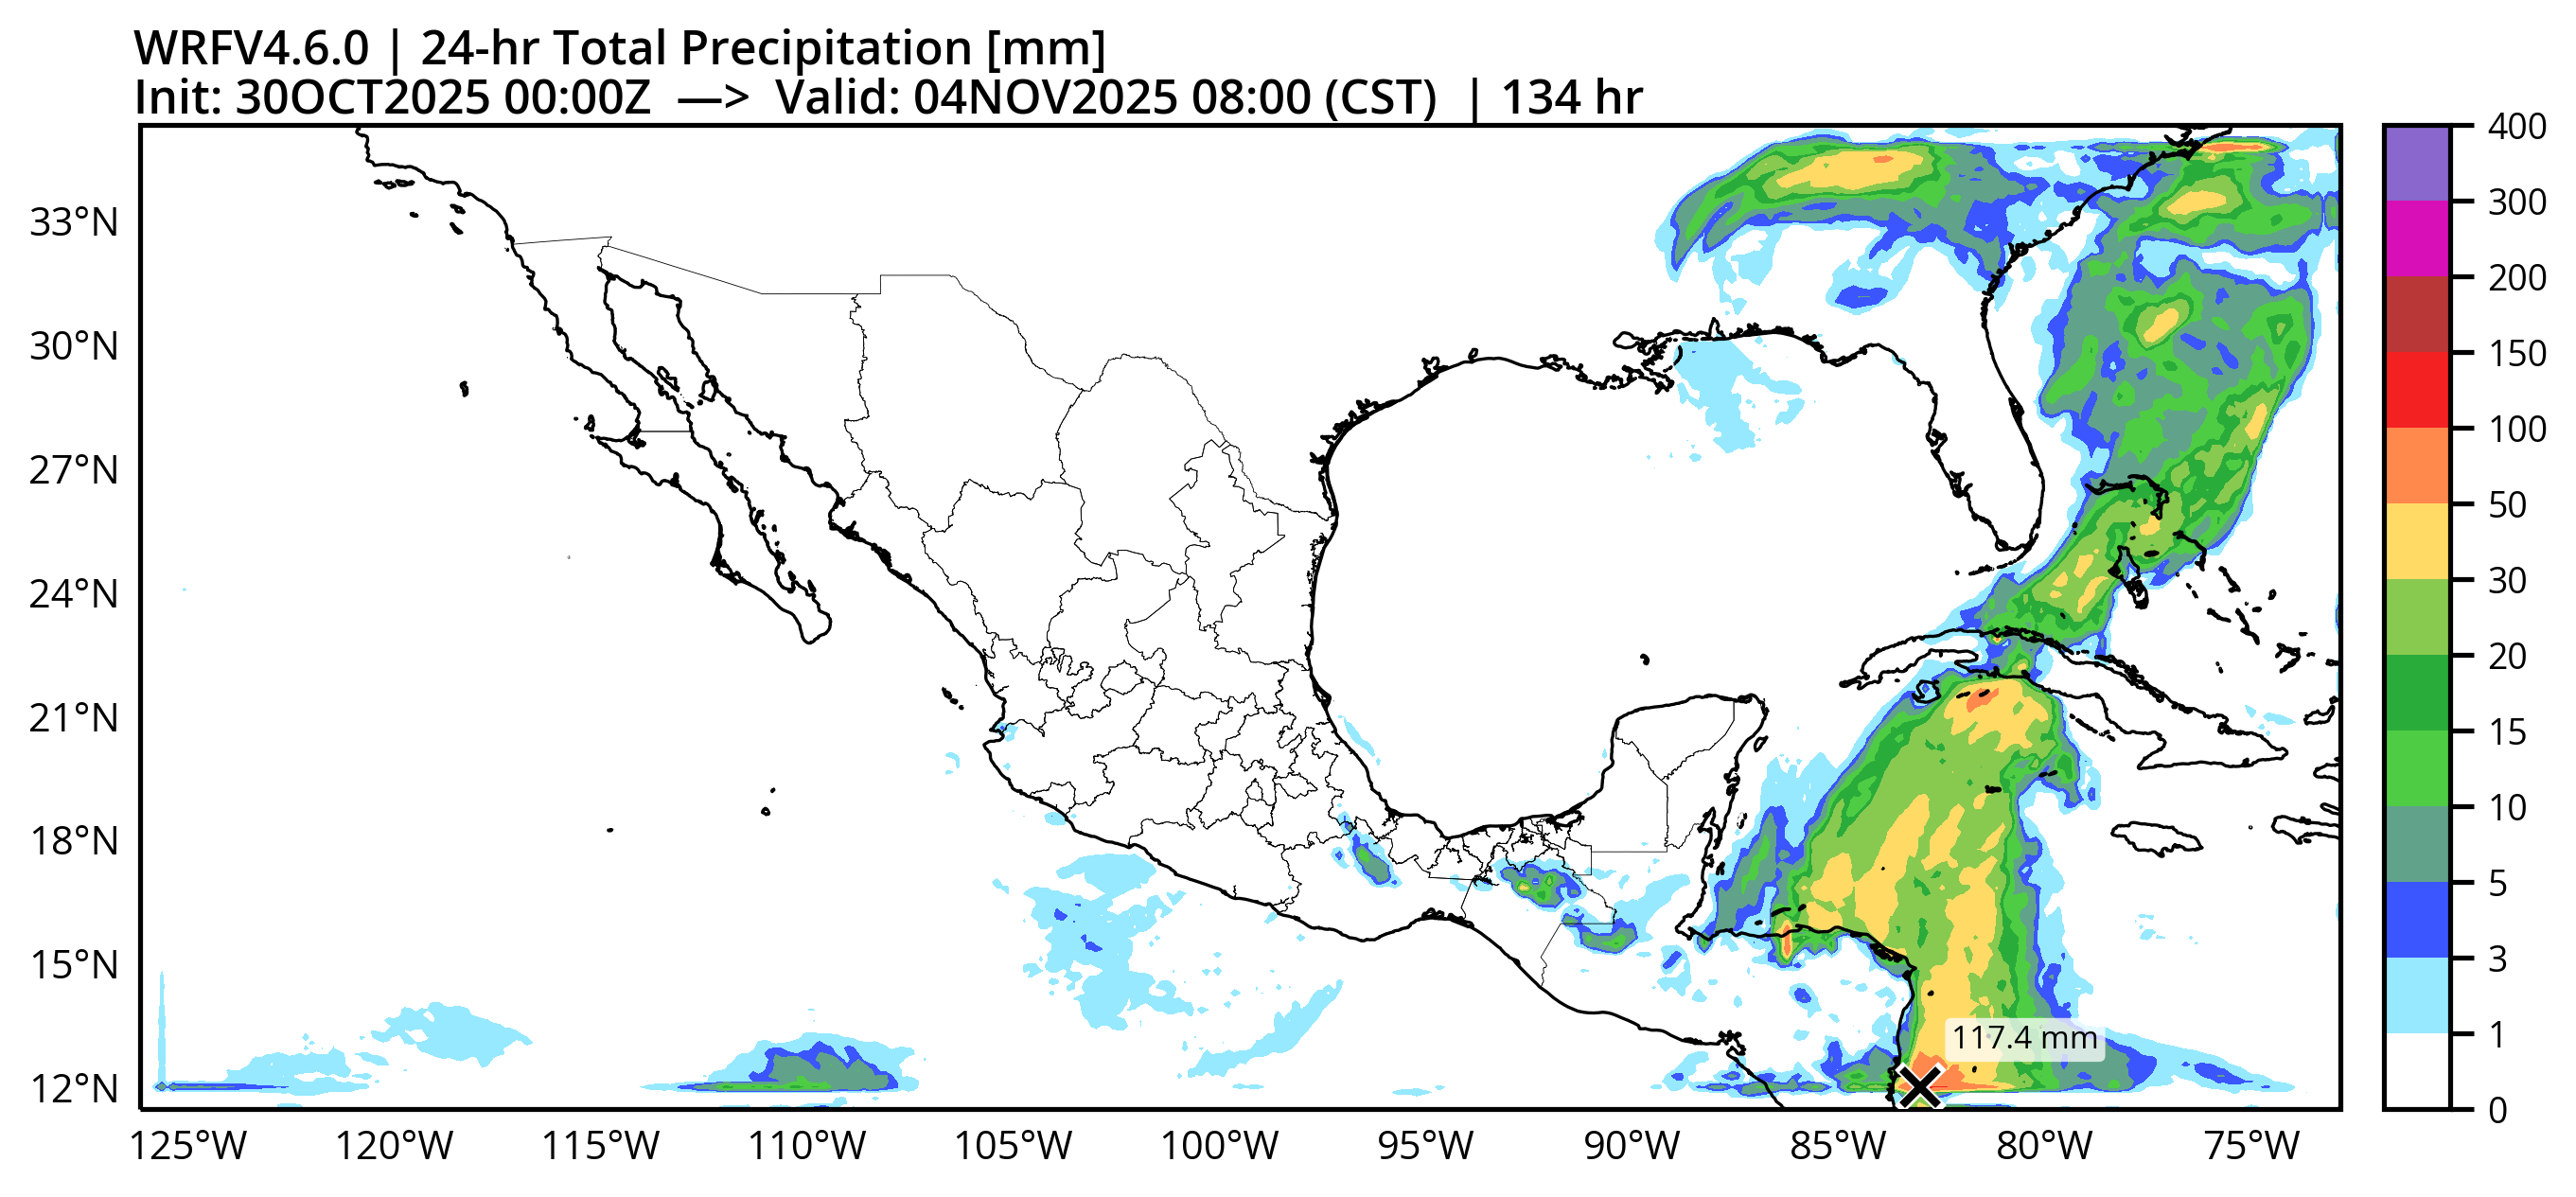 WRFV4.6.0 | 24-hr Total Precipitation [mm]
Init: 30OCT2025 00:00Z —> Valid: 04NOV2025 08:00 (CST) | 134 hr
33°N
30°N
27°N
24°N
21°N
18°N
15°N
12°N
125°W 120°W 115°W 110°W 105°W 100°W 95°W 90°W 85°W 80°W 75°W
117.4 mm
400
300
200
150
100
50
30
20
15
10
5
3
1
0